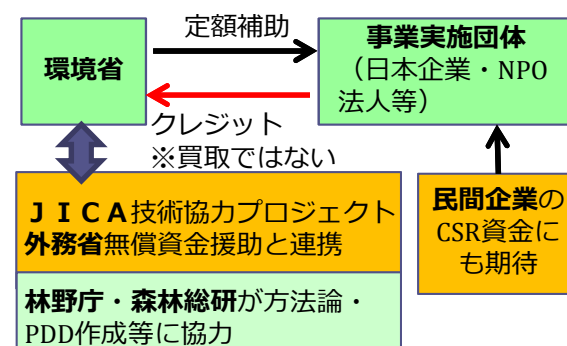 定額補助
環境省
事業実施団体
（日本企業・NPO
法人等）
クレジット
※買取ではない
ＪＩＣＡ技術協力プロジェクト
外務省無償資金援助と連携
民間企業の
CSR資金に
も期待
林野庁・森林総研が方法論・
PDD作成等に協力